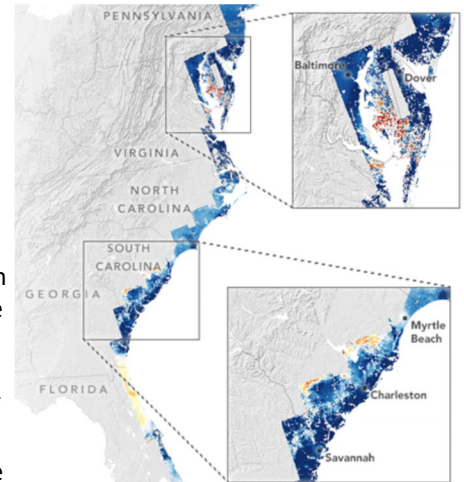 PENNSYLVANIA
Baltimore
Dover
VIRGINIA
NORTH
CAROLINA
SOUTH
CAROLINA
GEORGIA
Myrtle
Beach
FLORIDA
Charleston
Savannah